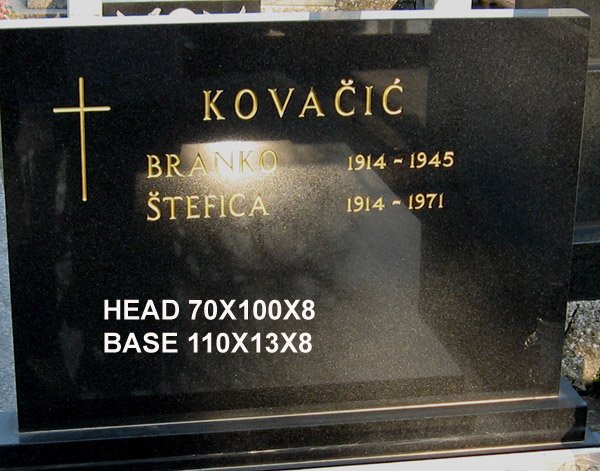 KOVAČIĆ
BRANKO 1914 - 1945
ŠTEFICA 1914 - 1971
HEAD 70X100X8
BASE 110X13X8